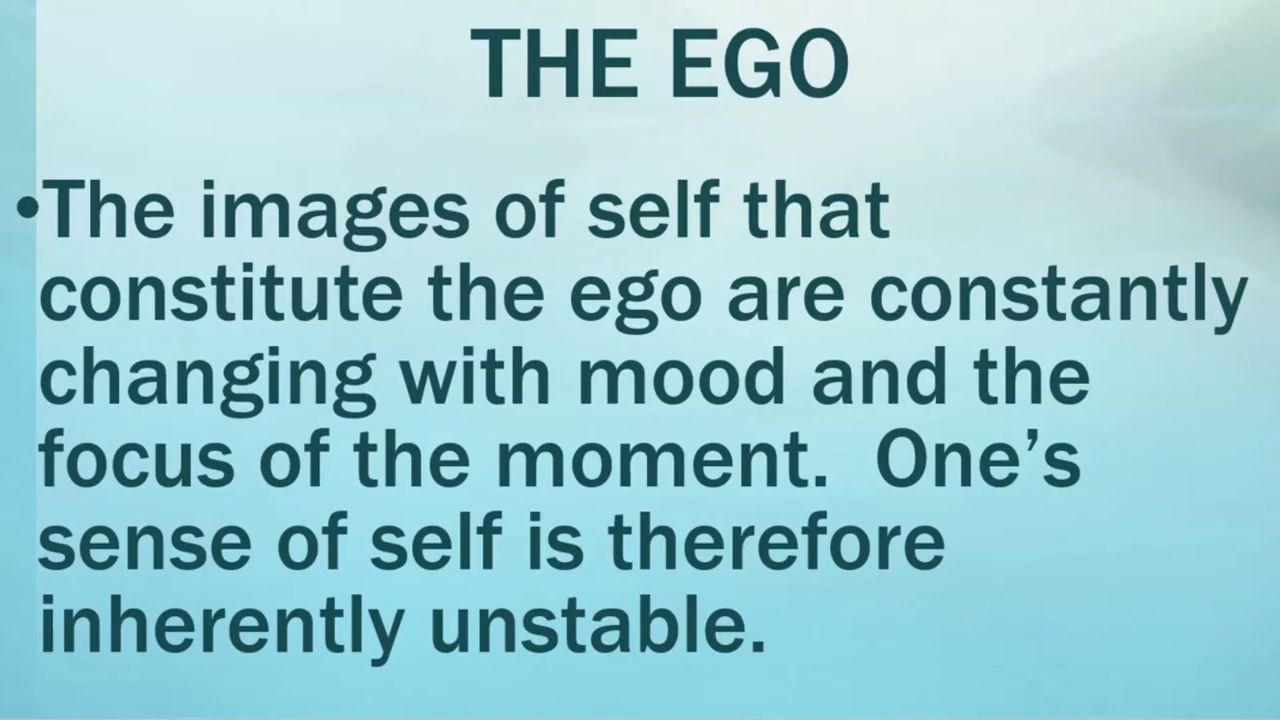 THE EGO
•The images of self that
constitute the ego are constantly
changing with mood and the
focus of the moment.  One’s
sense of self is therefore
inherently unstable.